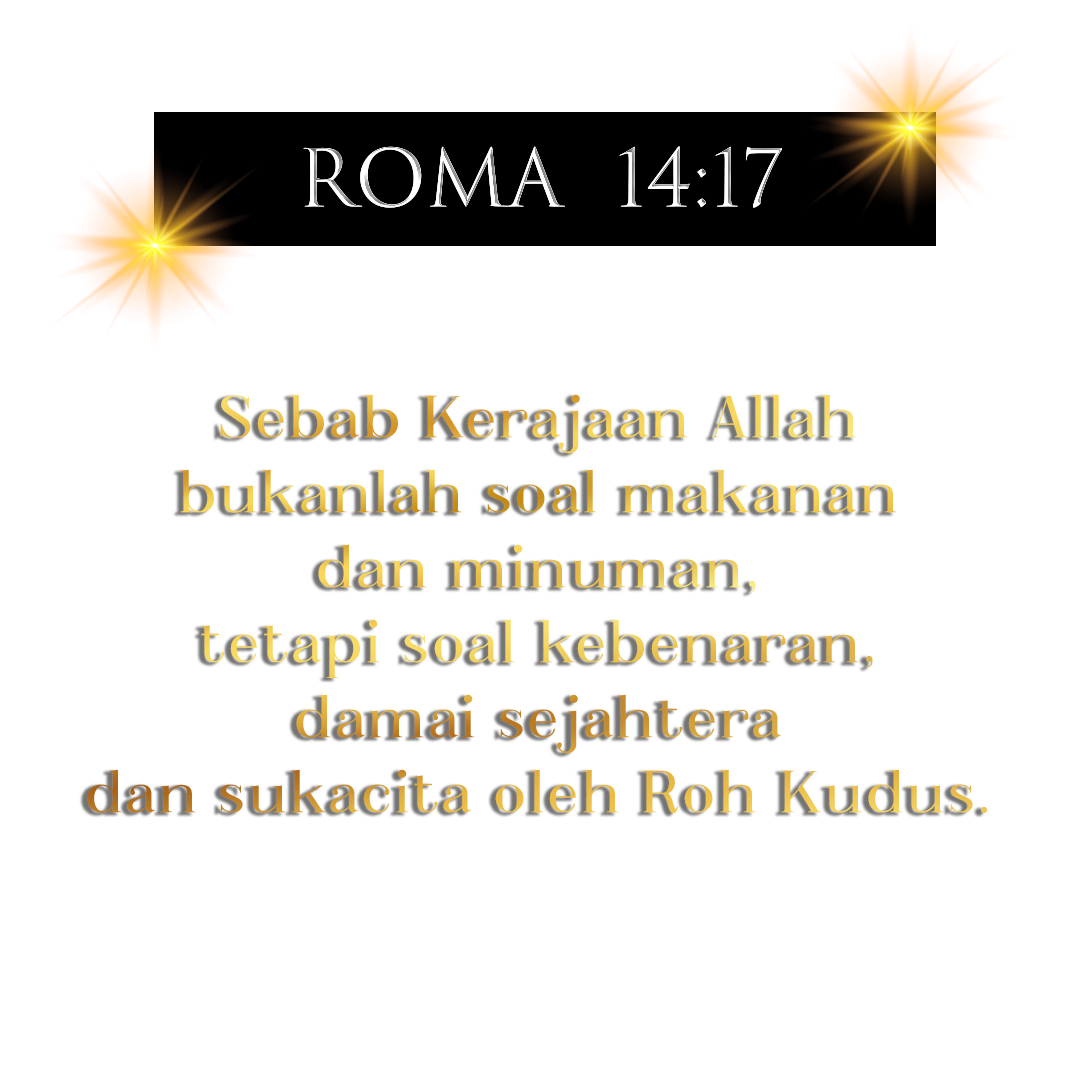 ROMA 14:17
Sebab Kerajaan Allah
bukanlah soal makanan
dan minuman,
tetapi soal kebenaran,
damai sejahtera
dan sukacita oleh Roh Kudus.